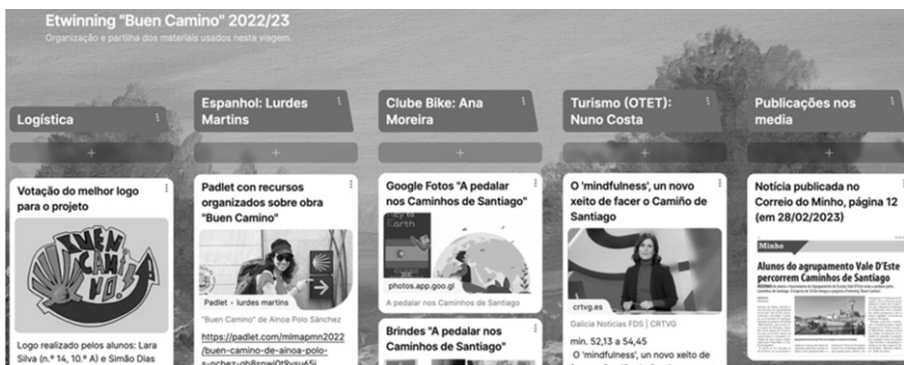 Etwinning "Buen Camino" 2022/23
Organização e partilha dos materiais usados nesta viagem.
Logística
Votação do melhor logo
para o projeto
BUEN
CAMINO!
Logo realizado pelos alunos: Lara
Silva (n.º 14, 10.º A) e Simão Dias
Espanhol: Lurdes
Martins
Padlet con recursos
organizados sobre obra
"Buen Camino"
Padlet - lurdes martins
"Buen Camino" de Ainoa Polo Sánchez
https://padlet.com/mlmapmn2022
/buen-camino-de-ainoa-polo-
Clube Bike: Ana
Moreira
Google Fotos "A pedalar
nos Caminhos de Santiago"
to
Earth
photos.app.goo.gl
A pedalar nos Caminhos de Santiago
Brindes "A pedalar nos
Caminhos de Santiago"
Turismo (OTET):
Nuno Costa
O 'mindfulness', un novo
xeito de facer o Camiño de
Santiago
crtvg.es
Galicia Noticias FDS | CRTVG
min. 52,13 a 54,45
O 'mindfulness', un novo xeito de
Publicações nos
media
Notícia publicada no
Correio do Minho, página 12
(em 28/02/2023)
Minho
Alunos do agrupamento Vale D'Este
percorrem Caminhos de Santiago